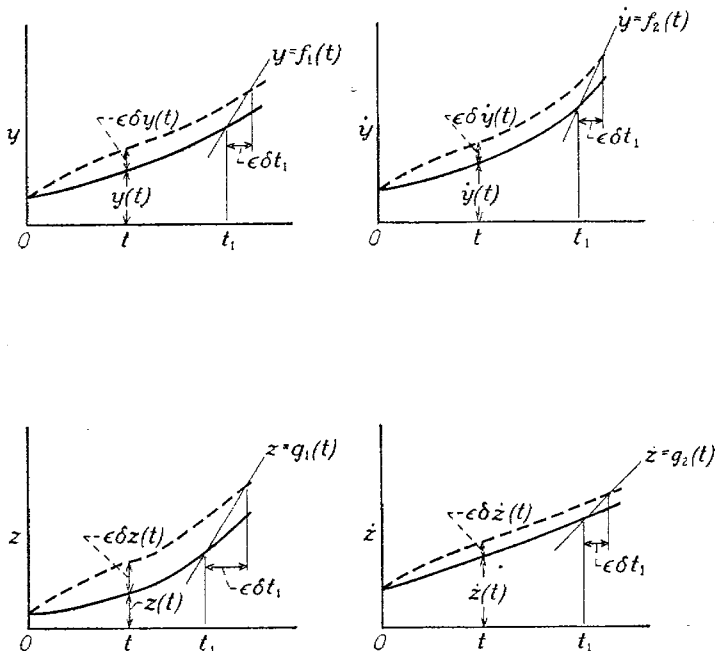 y=f₁(t)
ẏ=f₂(t)
εδy(t)
εδẏ(t)
y
ẏ
εδt₁
εδt₁
y(t)
ẏ(t)
0 t t₁
0 t t₁
z=g₁(t)
ż=g₂(t)
εδz(t)
εδż(t)
z
ż
εδt₁
εδt₁
z(t)
ż(t)
0 t t₁
0 t t₁